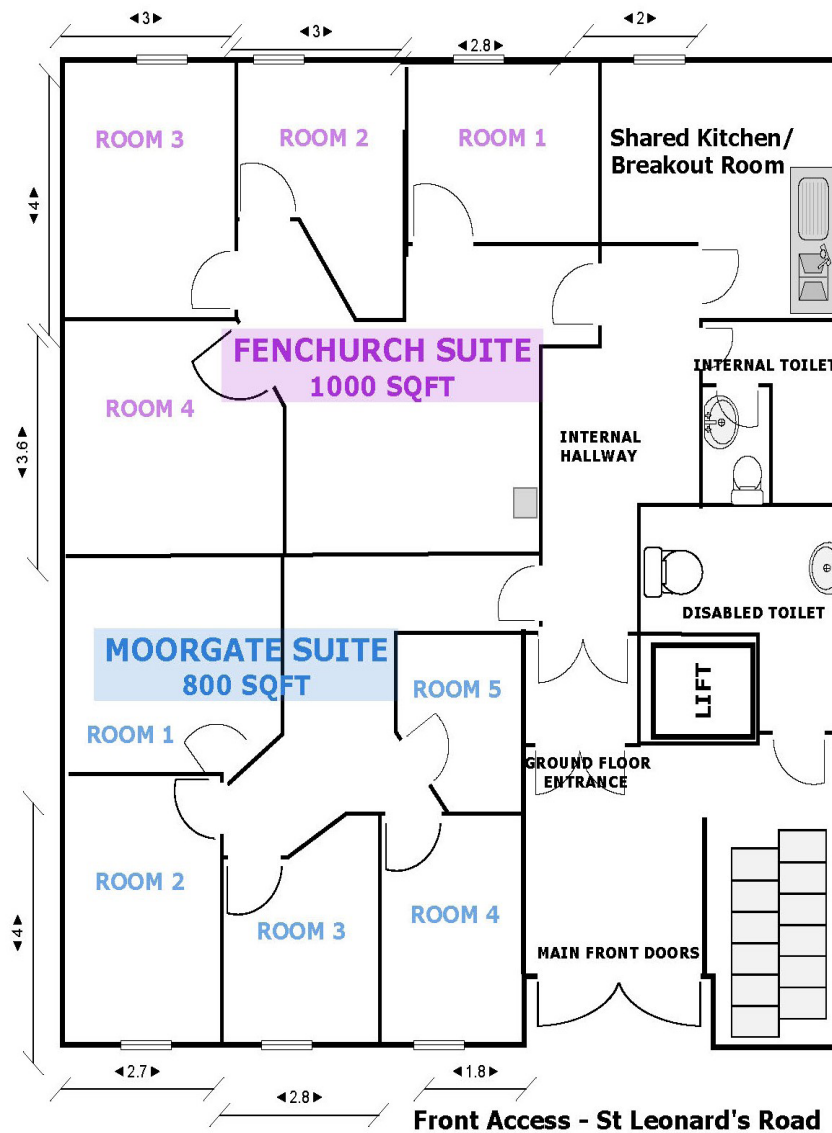 ◄3►
◄3►
◄2.8►
◄2►
ROOM 3
ROOM 2
ROOM 1
Shared Kitchen/
Breakout Room
◄4►
FENCHURCH SUITE
1000 SQFT
INTERNAL TOILET
ROOM 4
INTERNAL
HALLWAY
◄3.6►
DISABLED TOILET
MOORGATE SUITE
800 SQFT
ROOM 5
LIFT
ROOM 1
GROUND FLOOR
ENTRANCE
ROOM 2
ROOM 3
ROOM 4
◄4►
MAIN FRONT DOORS
◄2.7►
◄2.8►
◄1.8►
Front Access - St Leonard's Road